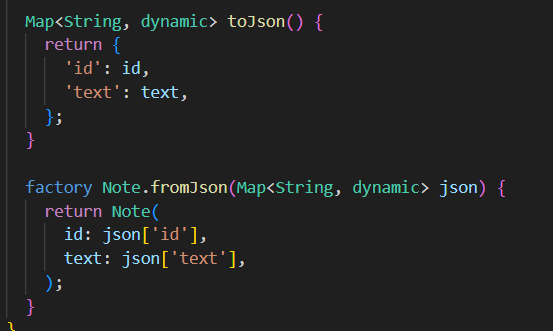 Map<String, dynamic> toJson() {
return {
'id': id,
'text': text,
};
}
factory Note.fromJson(Map<String, dynamic> json) {
return Note(
id: json['id'],
text: json['text'],
);
}
}